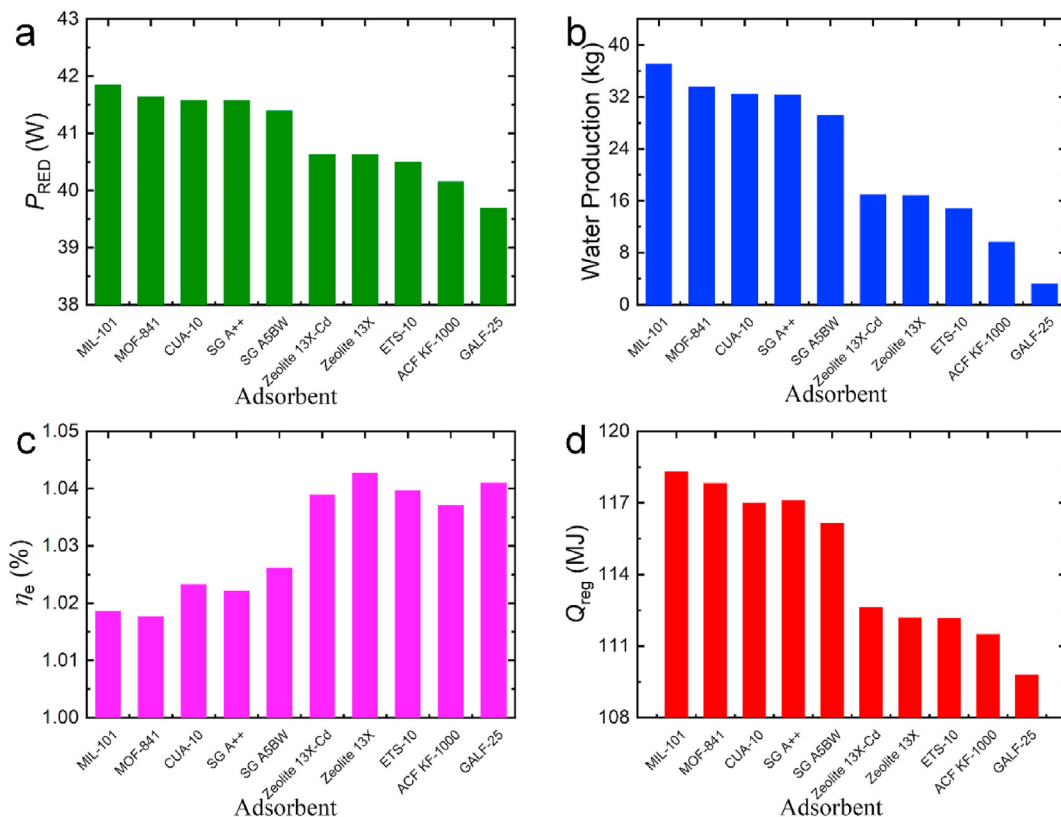 a
43
42
41
40
39
38
P_RED (W)
MIL-101
MOF-841
CUA-10
SG A++
SG A5BW
Zeolite 13X-Cd
Zeolite 13X
ETS-10
ACF KF-1000
GALF-25
Adsorbent
b
40
32
24
16
8
0
Water Production (kg)
MIL-101
MOF-841
CUA-10
SG A++
SG A5BW
Zeolite 13X-Cd
Zeolite 13X
ETS-10
ACF KF-1000
GALF-25
Adsorbent
c
1.05
1.04
1.03
1.02
1.01
1.00
η_e (%)
MIL-101
MOF-841
CUA-10
SG A++
SG A5BW
Zeolite 13X-Cd
Zeolite 13X
ETS-10
ACF KF-1000
GALF-25
Adsorbent
d
120
117
114
111
108
Q_reg (MJ)
MIL-101
MOF-841
CUA-10
SG A++
SG A5BW
Zeolite 13X-Cd
Zeolite 13X
ETS-10
ACF KF-1000
GALF-25
Adsorbent